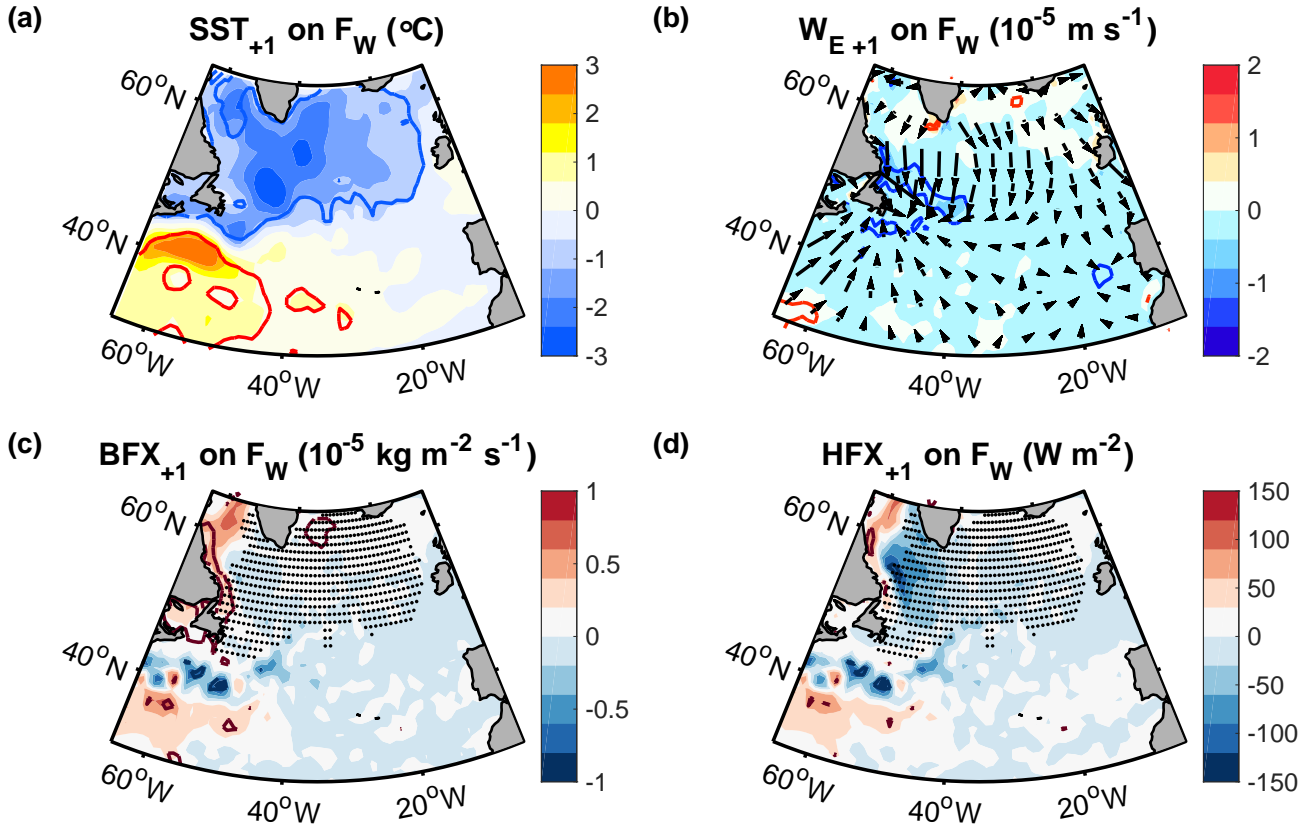 (a)
SST+1 on FW (°C)
60°N
40°N
60°W
40°W
20°W
3
2
1
0
-1
-2
-3
(b)
WE +1 on FW (10-5 m s-1)
60°N
40°N
60°W
40°W
20°W
2
1
0
-1
-2
(c)
BFX+1 on FW (10-5 kg m-2 s-1)
60°N
40°N
60°W
40°W
20°W
1
0.5
0
-0.5
-1
(d)
HFX+1 on FW (W m-2)
60°N
40°N
60°W
40°W
20°W
150
100
50
0
-50
-100
-150